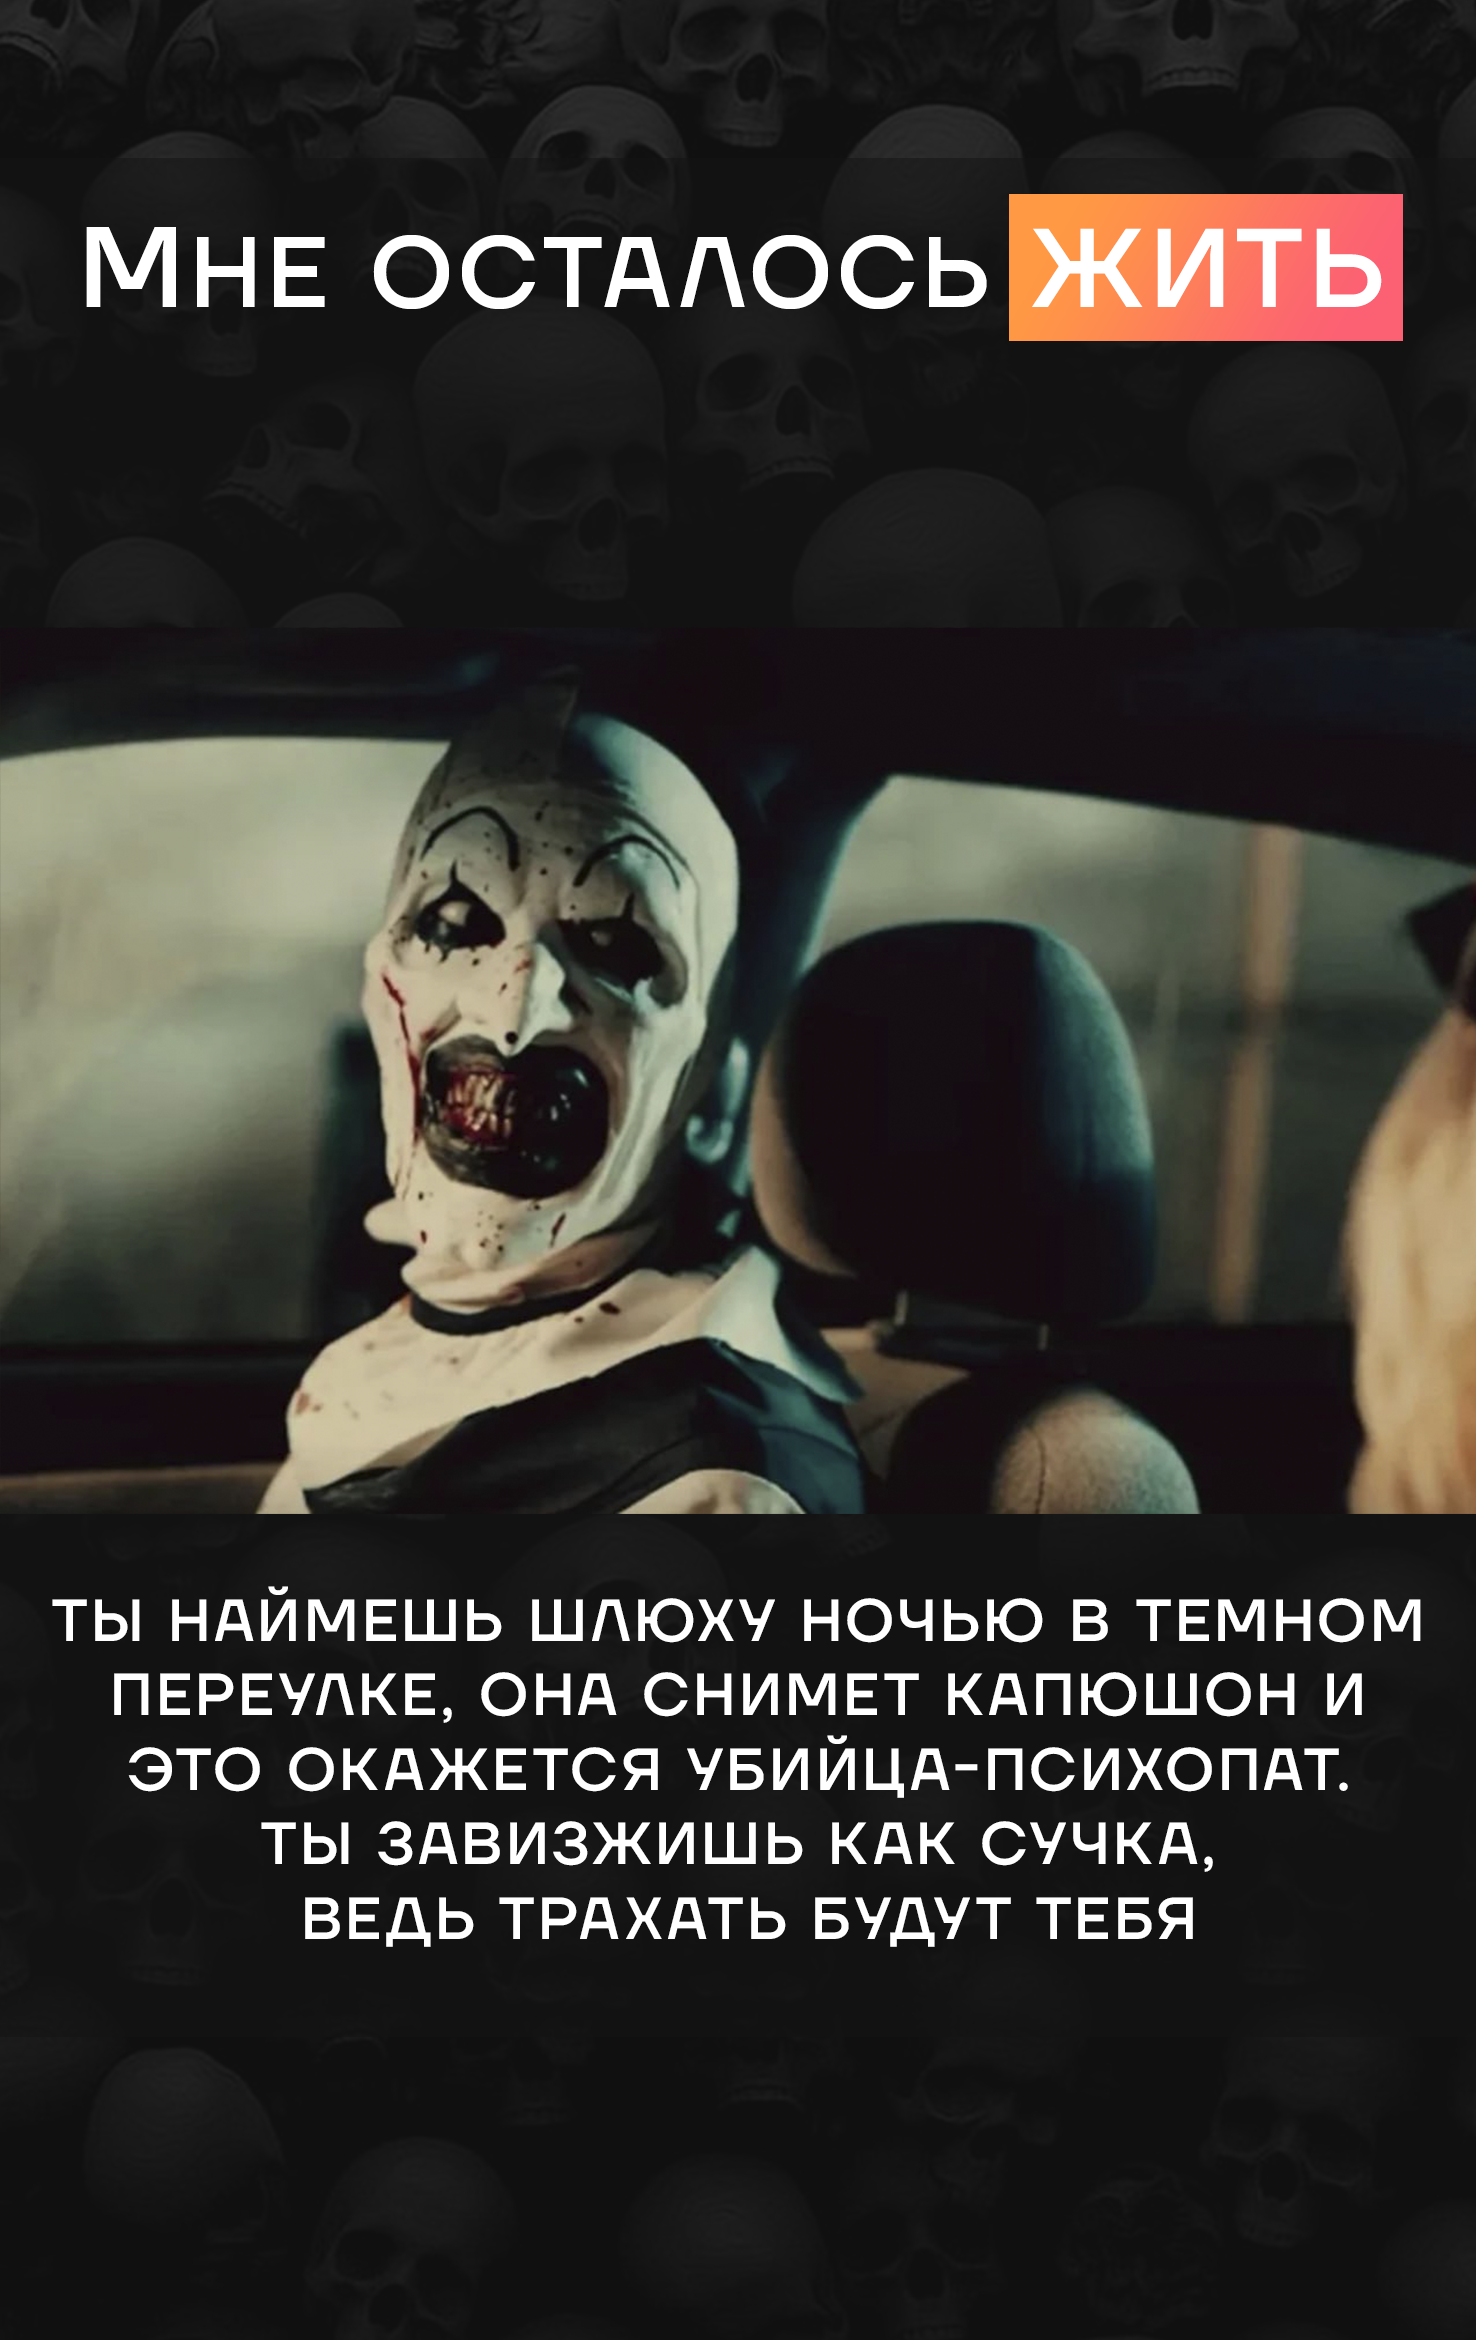 Мне осталось жить
ты наймешь шлюху ночью в темном
переулке, она снимет капюшон и
это окажется убийца-психопат.
ты завизжишь как сучка,
ведь трахать будут тебя